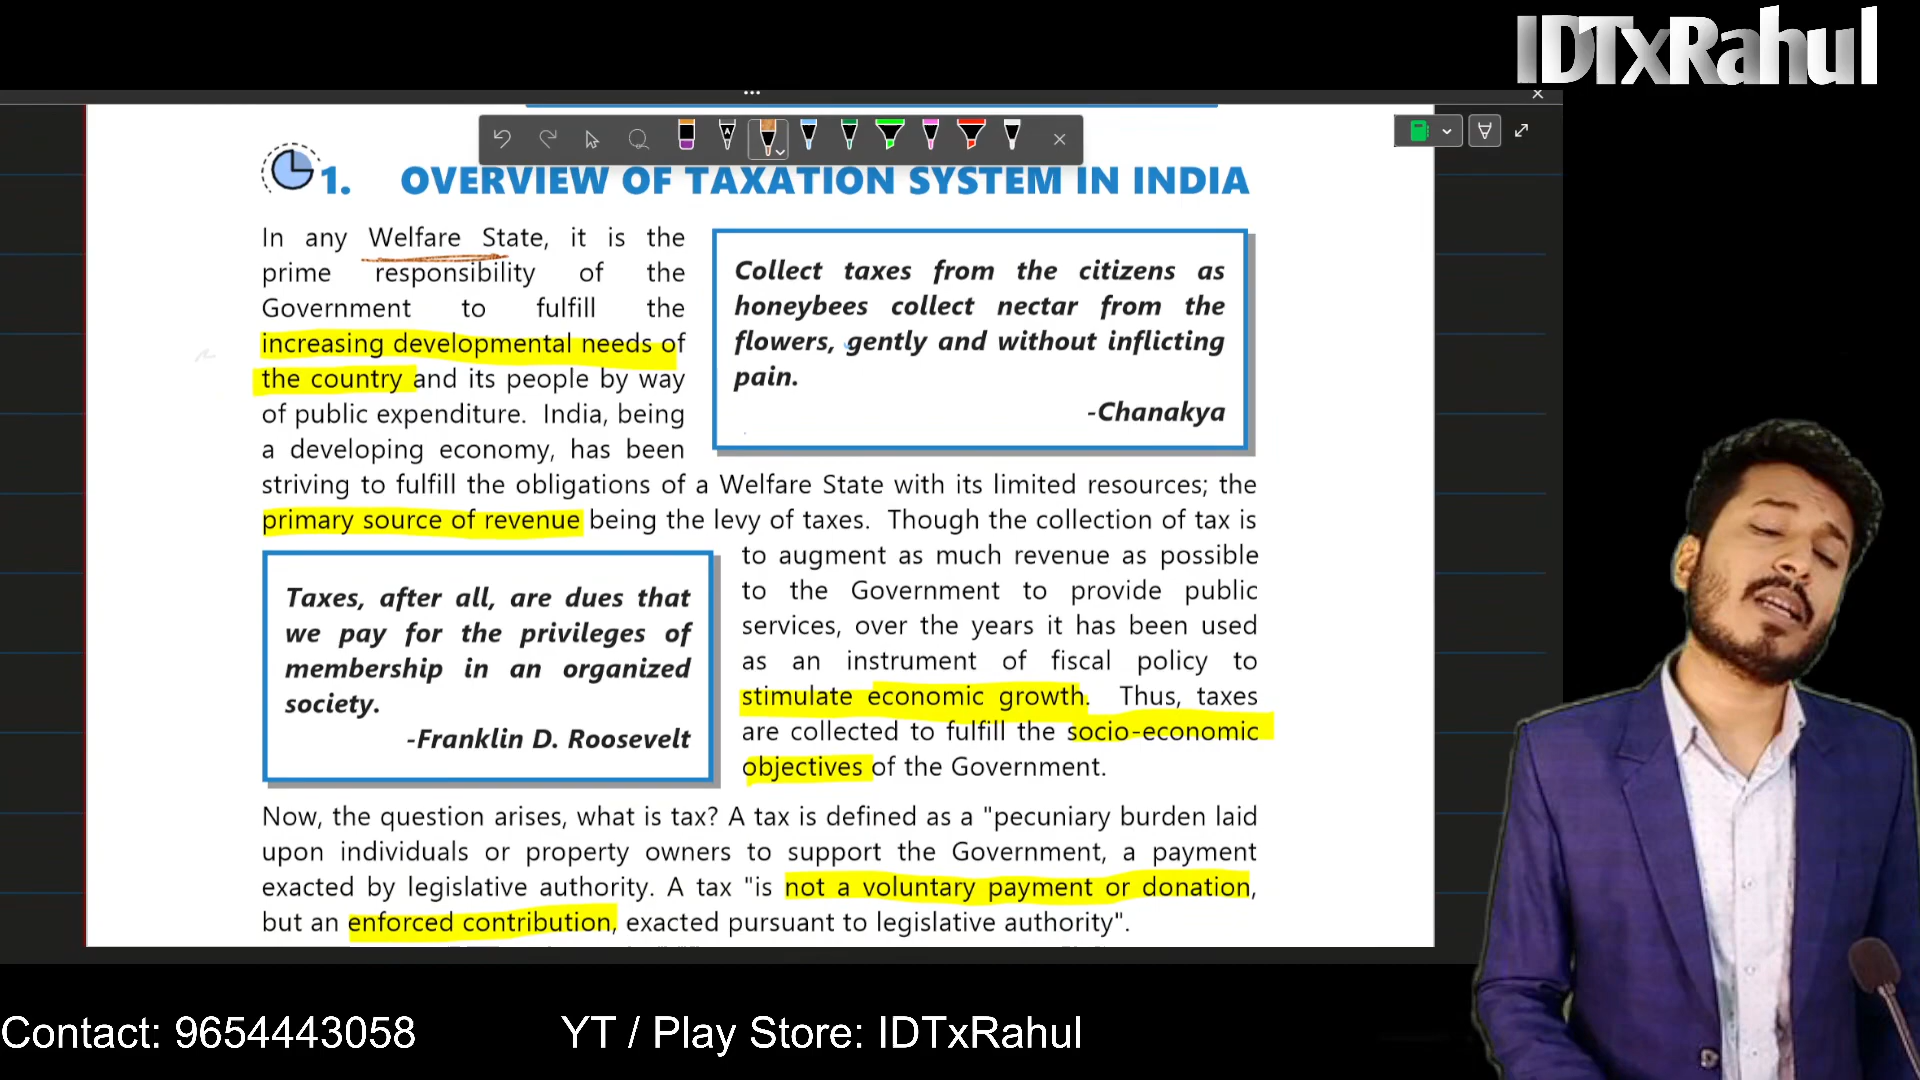 IDTxRahul
1. OVERVIEW OF TAXATION SYSTEM IN INDIA
In any Welfare State, it is the
prime responsibility of the
Government to fulfill the
increasing developmental needs of
the country and its people by way
of public expenditure. India, being
a developing economy, has been
Collect taxes from the citizens as
honeybees collect nectar from the
flowers, gently and without inflicting
pain.
-Chanakya
striving to fulfill the obligations of a Welfare State with its limited resources; the
primary source of revenue being the levy of taxes. Though the collection of tax is
Taxes, after all, are dues that
we pay for the privileges of
membership in an organized
society.
-Franklin D. Roosevelt
to augment as much revenue as possible
to the Government to provide public
services, over the years it has been used
as an instrument of fiscal policy to
stimulate economic growth. Thus, taxes
are collected to fulfill the socio-economic
objectives of the Government.
Now, the question arises, what is tax? A tax is defined as a "pecuniary burden laid
upon individuals or property owners to support the Government, a payment
exacted by legislative authority. A tax "is not a voluntary payment or donation,
but an enforced contribution, exacted pursuant to legislative authority".
Contact: 9654443058 YT / Play Store: IDTxRahul